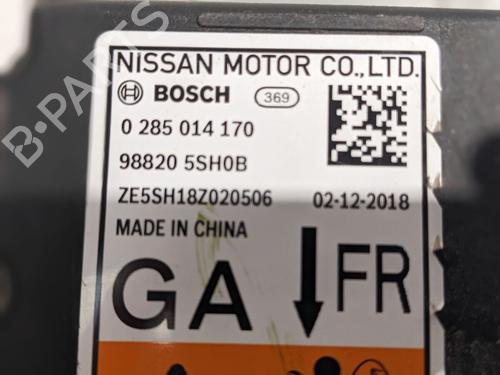 NISSAN MOTOR CO.,LTD.
BOSCH 369
0 285 014 170
98820 5SH0B
ZE5SH18Z020506 02-12-2018
MADE IN CHINA
GA FR